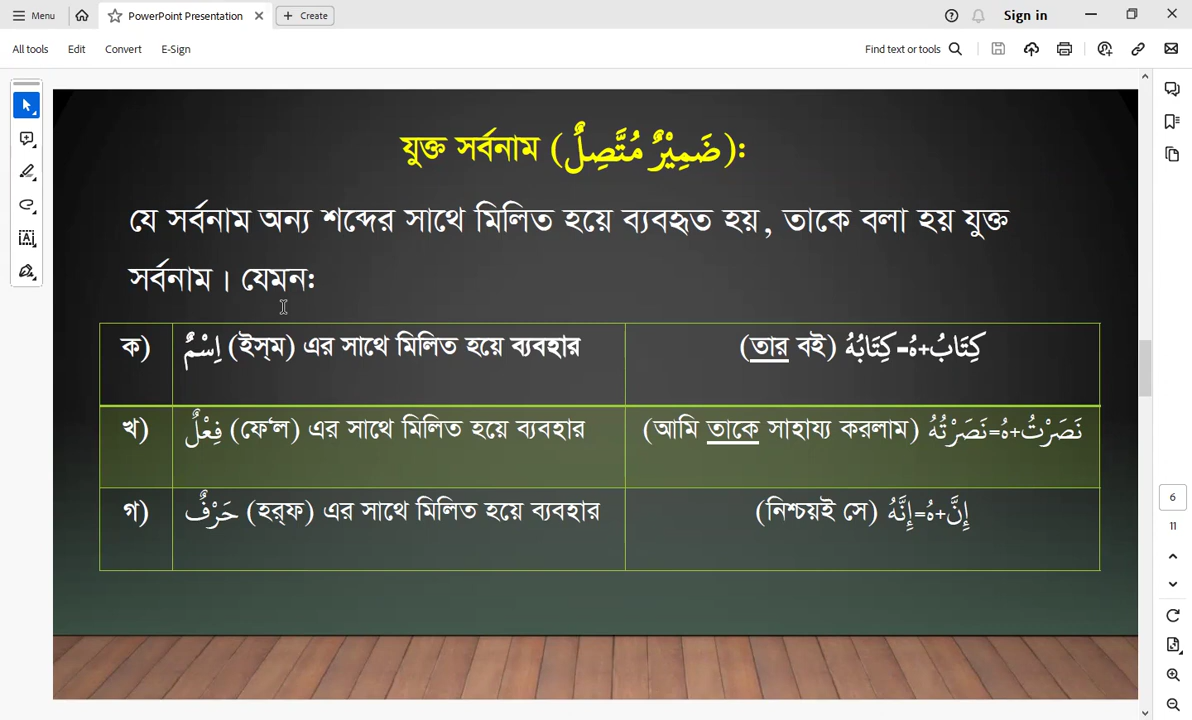 Menu
PowerPoint Presentation
Create
Sign in
All tools
Edit
Convert
E-Sign
Find text or tools
যুক্ত সর্বনাম (ضَمِيْرٌ مُتَّصِلٌ):
যে সর্বনাম অন্য শব্দের সাথে মিলিত হয়ে ব্যবহৃত হয়, তাকে বলা হয় যুক্ত
সর্বনাম। যেমন:
ক) اِسْمٌ (ইস্‌ম) এর সাথে মিলিত হয়ে ব্যবহার (তার বই) كِتَابُ+هُ=كِتَابُهُ
খ) فِعْلٌ (ফে‘ল) এর সাথে মিলিত হয়ে ব্যবহার (আমি তাকে সাহায্য করলাম) نَصَرْتُ+هُ=نَصَرْتُهُ
গ) حَرْفٌ (হর্‌ফ) এর সাথে মিলিত হয়ে ব্যবহার (নিশ্চয়ই সে) إِنَّ+هُ=إِنَّهُ
6
11